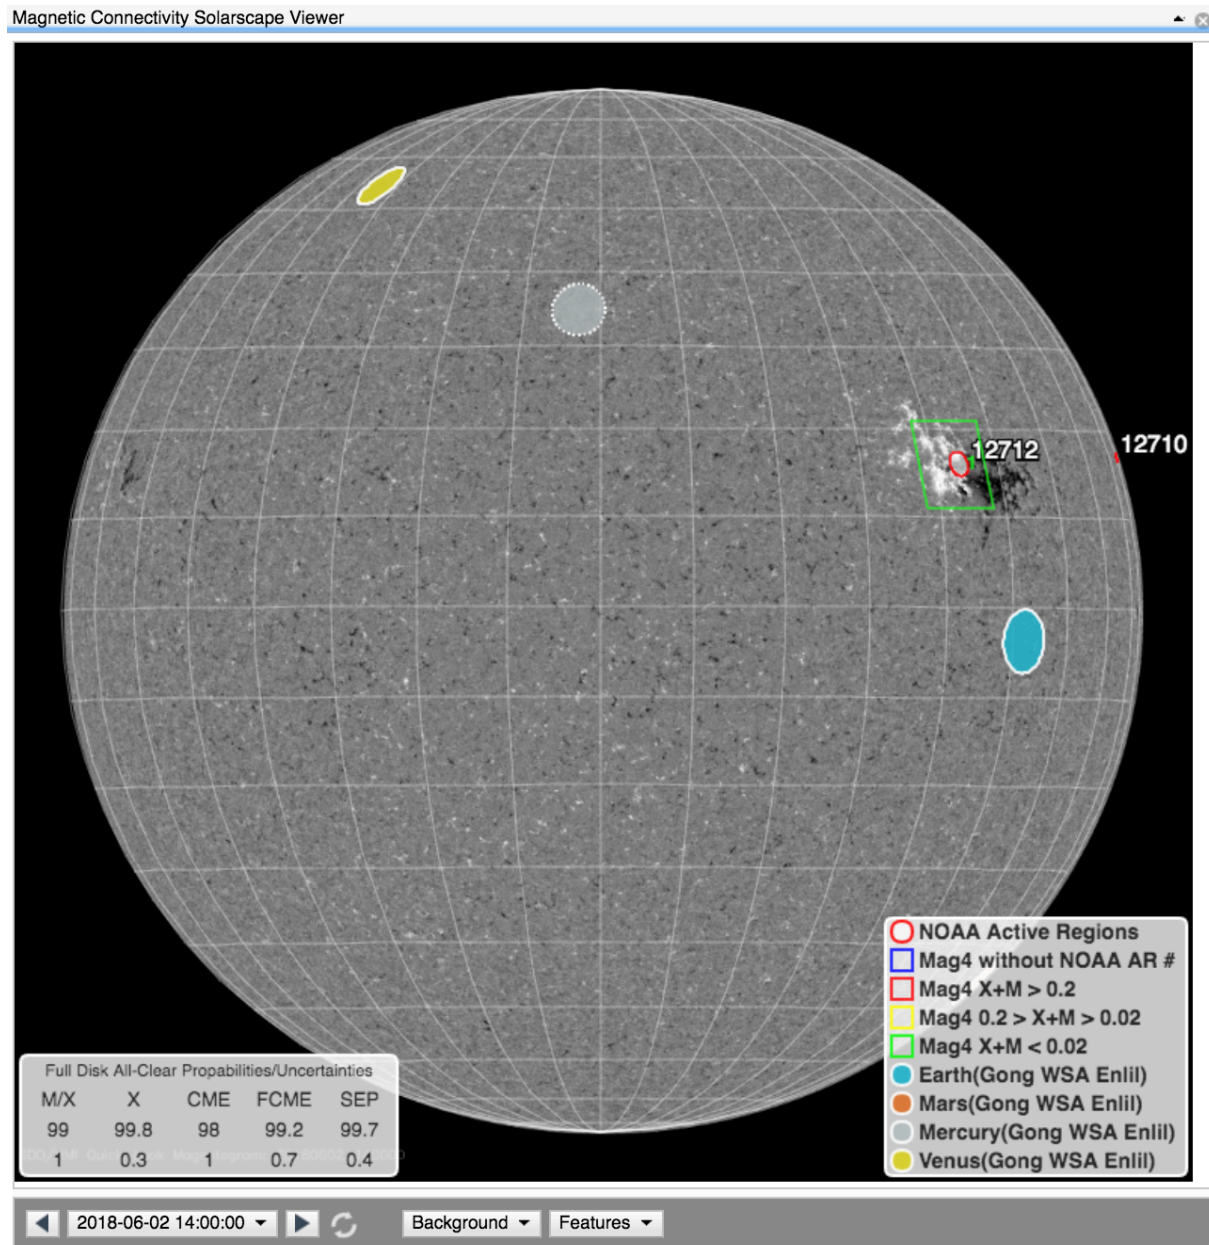 Magnetic Connectivity Solarscape Viewer
12712
12710
NOAA Active Regions
Mag4 without NOAA AR #
Mag4 X+M > 0.2
Mag4 0.2 > X+M > 0.02
Mag4 X+M < 0.02
Earth(Gong WSA Enlil)
Mars(Gong WSA Enlil)
Mercury(Gong WSA Enlil)
Venus(Gong WSA Enlil)
Full Disk All-Clear Propabilities/Uncertainties
M/X X CME FCME SEP
99 99.8 98 99.2 99.7
1 0.3 1 0.7 0.4
2018-06-02 14:00:00
Background
Features